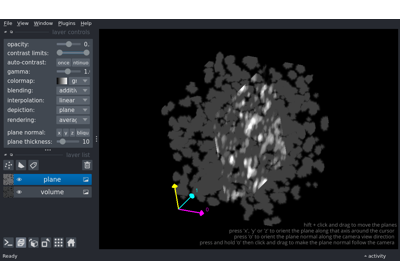 File View Window Plugins Help
layer controls
opacity: 0.
contrast limits:
auto-contrast: once
gamma: 1.
colormap: gr
blending: additiv
interpolation: linear
depiction: plane
rendering: averag
plane normal: x y z
plane thickness: 10
layer list
plane
volume
shift + click and drag to move the plane
press 'x', 'y' or 'z' to orient the plane along that axis around the cursor
press 'o' to orient the plane normal along the camera view direction
press and hold 'o' then click and drag to make the plane normal follow the camera
Ready
activity